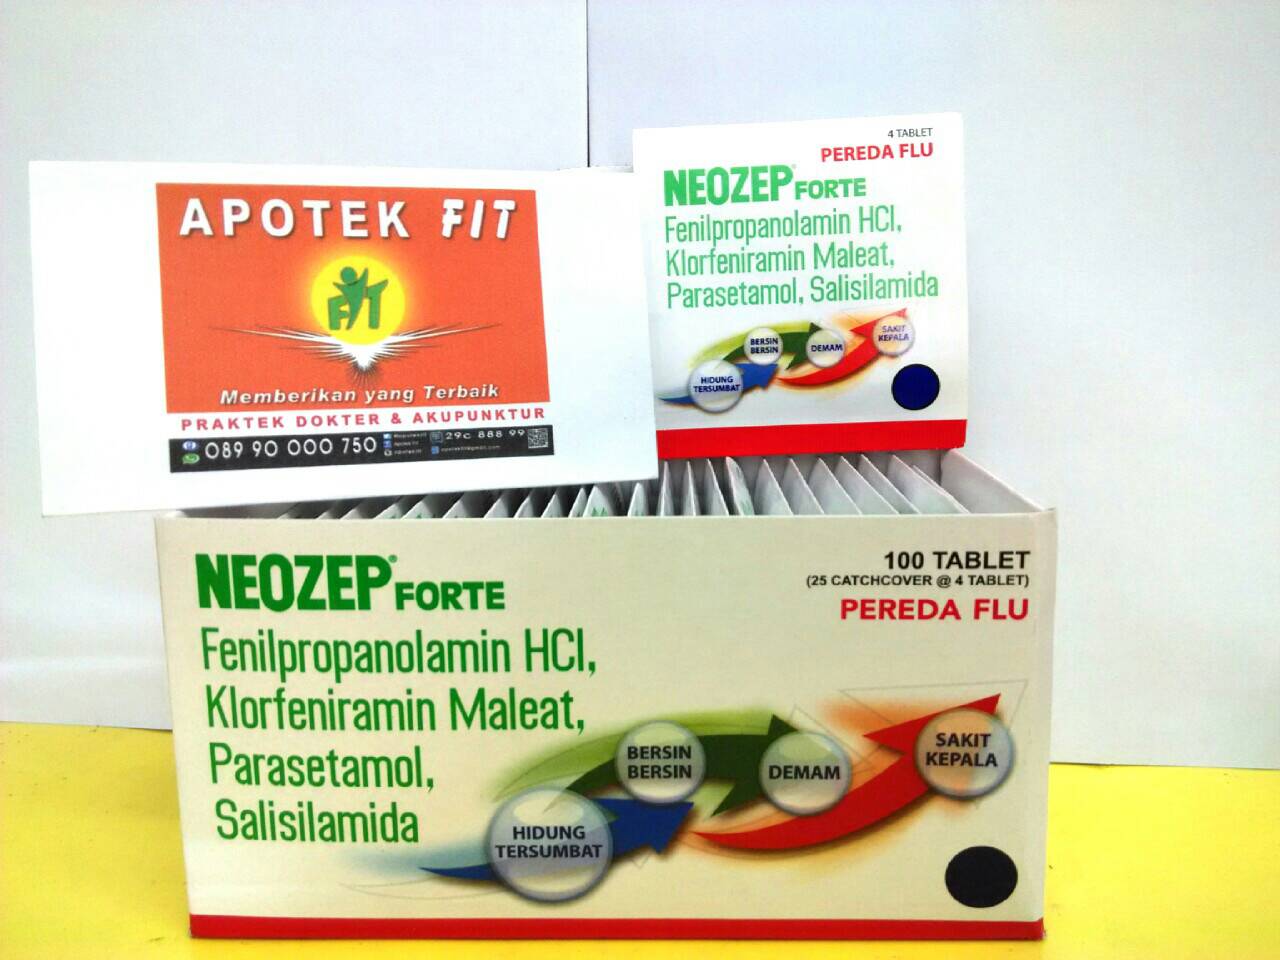 APOTEK FIT
FIT
Memberikan yang Terbaik
PRAKTEK DOKTER & AKUPUNKTUR
089 90 000 750
29c 888 99
4 TABLET
PEREDA FLU
NEOZEP® FORTE
Fenilpropanolamin HCl,
Klorfeniramin Maleat,
Parasetamol, Salisilamida
HIDUNG
TERSUMBAT
BERSIN
BERSIN
DEMAM
SAKIT
KEPALA
NEOZEP® FORTE
100 TABLET
(25 CATCHCOVER @ 4 TABLET)
PEREDA FLU
Fenilpropanolamin HCl,
Klorfeniramin Maleat,
Parasetamol,
Salisilamida
HIDUNG
TERSUMBAT
BERSIN
BERSIN
DEMAM
SAKIT
KEPALA